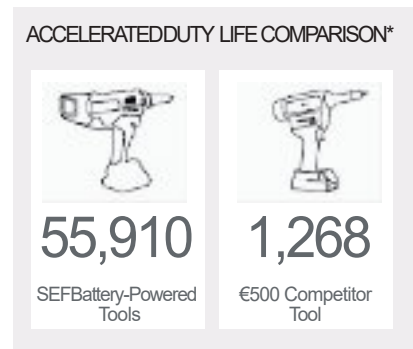 ACCELERATEDDUTY LIFE COMPARISON*
55,910
1,268
SEFBattery-Powered
Tools
€500 Competitor
Tool